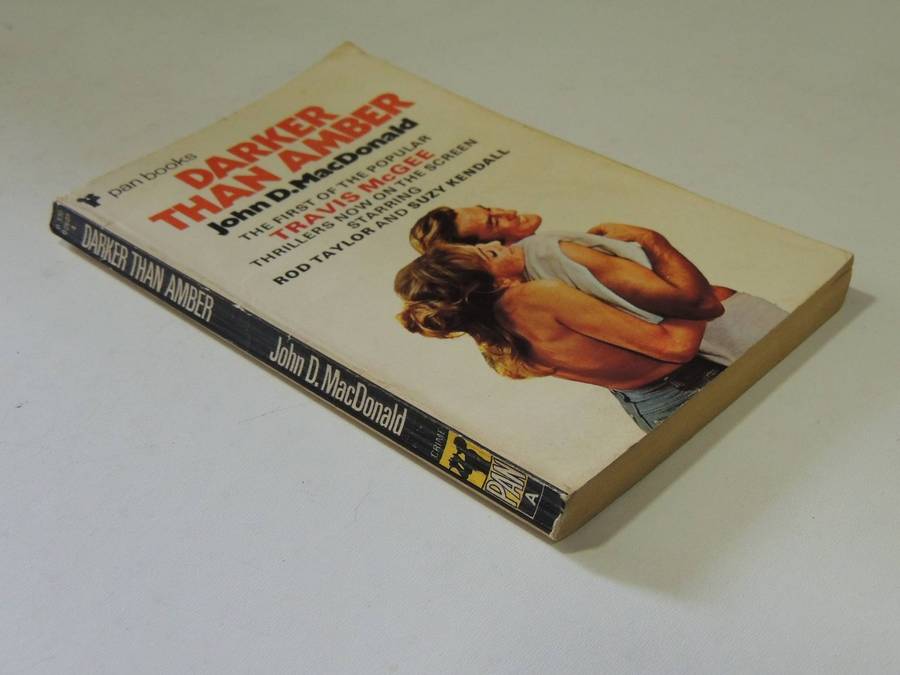 pan books
DARKER
THAN AMBER
John D. MacDonald
THE FIRST OF THE POPULAR
TRAVIS McGEE
THRILLERS NOW ON THE SCREEN
STARRING
ROD TAYLOR AND SUZY KENDALL
DARKER THAN AMBER
John D. MacDonald
CRIME
PAN
A